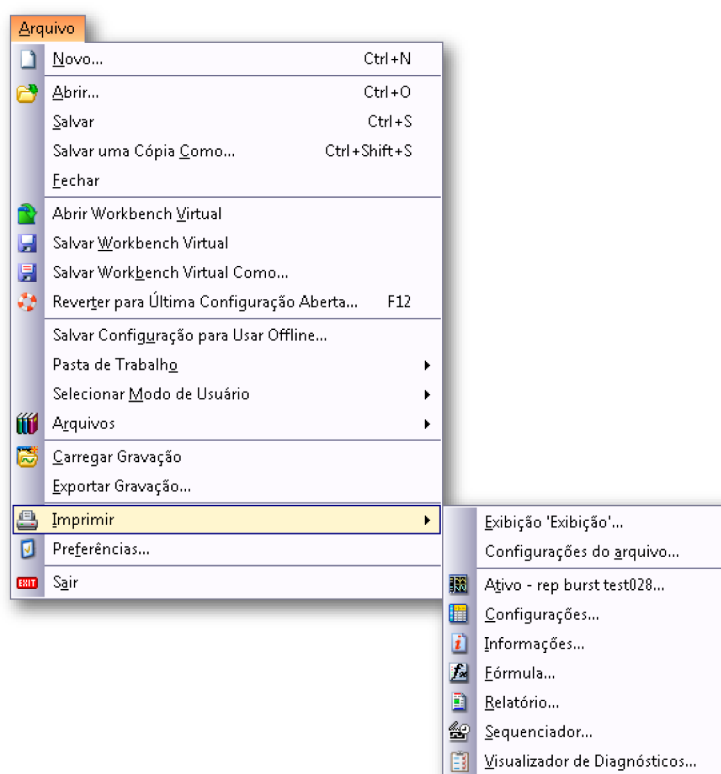 Arquivo
Novo... Ctrl+N
Abrir... Ctrl+O
Salvar Ctrl+S
Salvar uma Cópia Como... Ctrl+Shift+S
Fechar
Abrir Workbench Virtual
Salvar Workbench Virtual
Salvar Workbench Virtual Como...
Reverter para Última Configuração Aberta... F12
Salvar Configuração para Usar Offline...
Pasta de Trabalho
Selecionar Modo de Usuário
Arquivos
Carregar Gravação
Exportar Gravação...
Imprimir
Preferências...
EXIT Sair
Exibição 'Exibição'...
Configurações do arquivo...
Ativo - rep burst test028...
Configurações...
Informações...
Fórmula...
Relatório...
Sequenciador...
Visualizador de Diagnósticos...